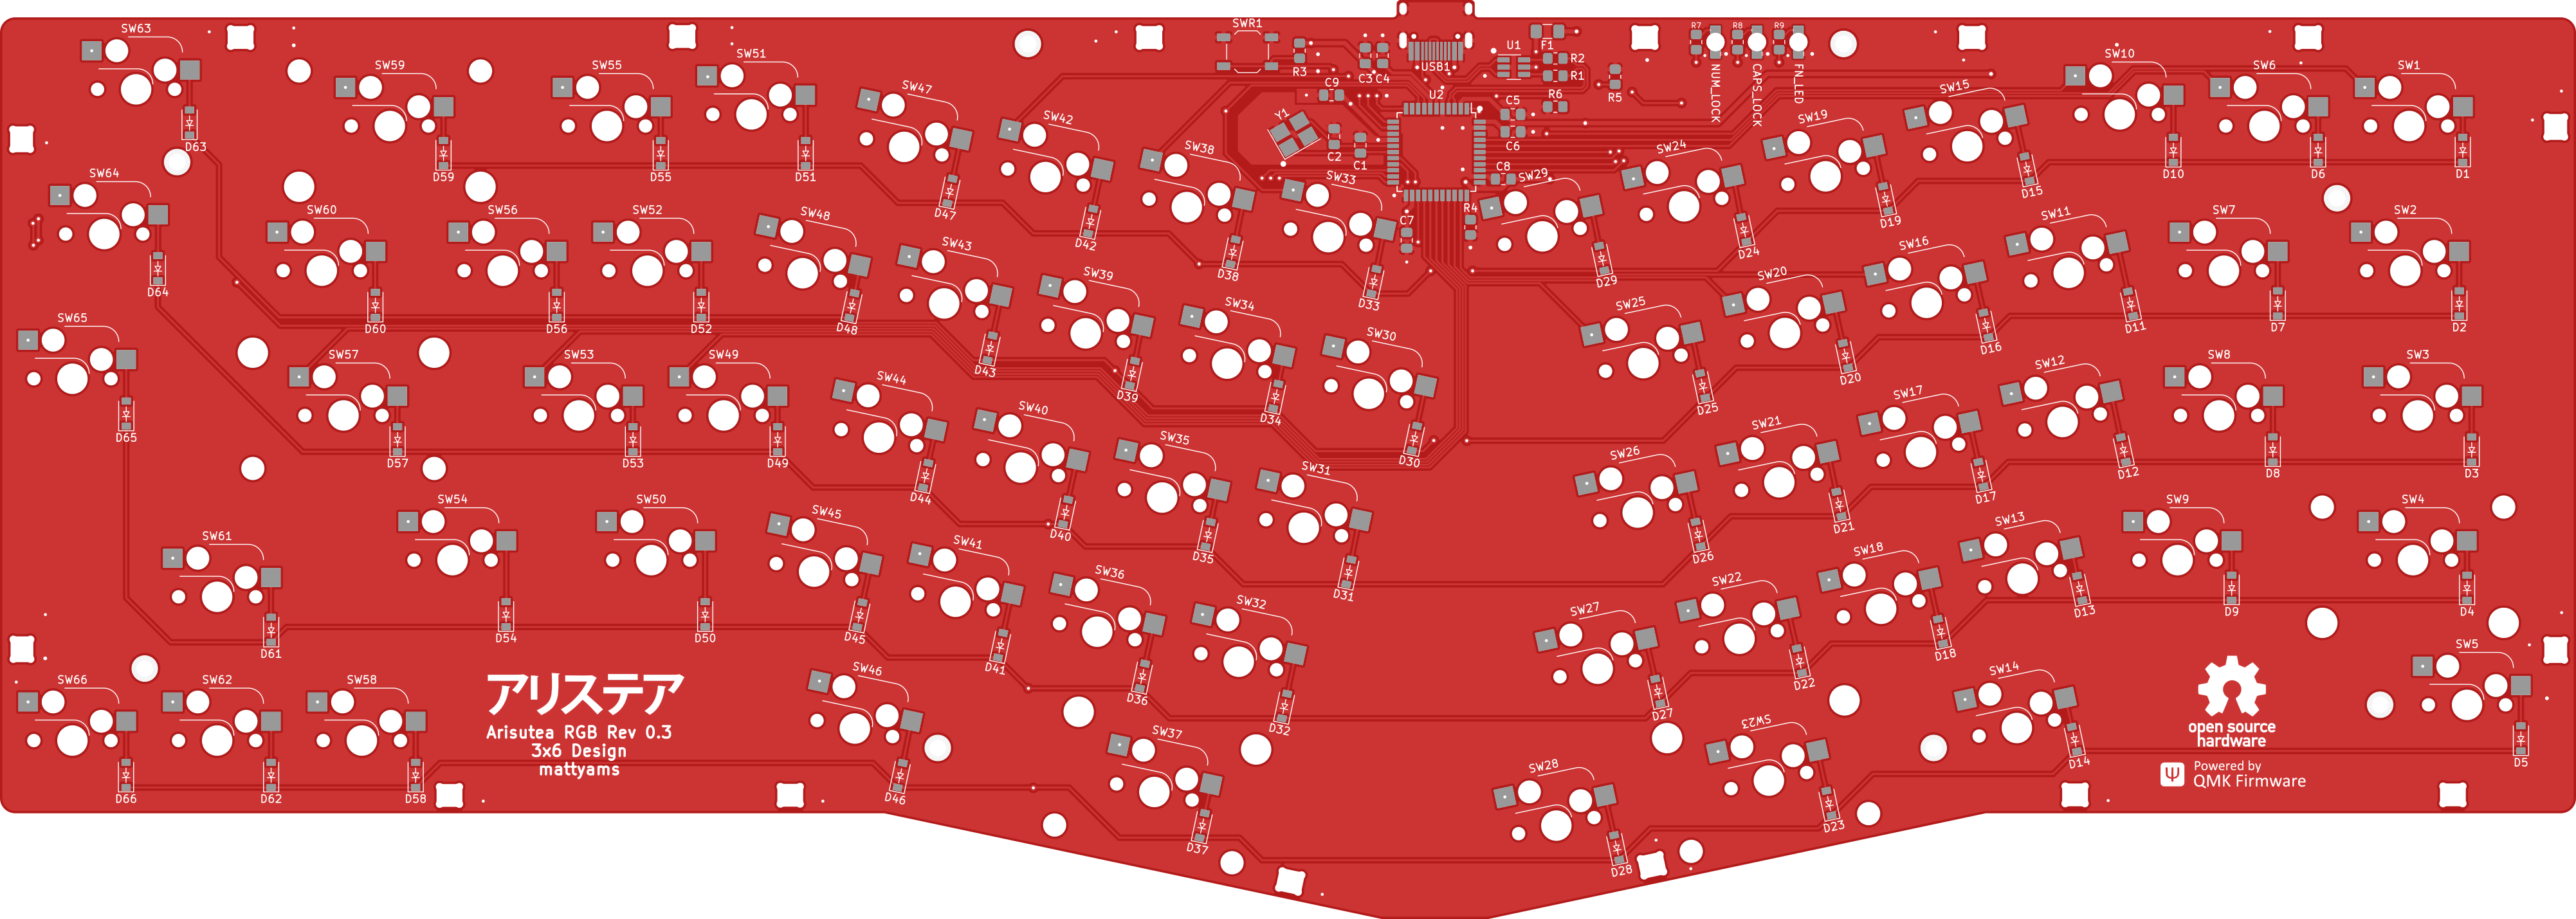 SW63
SWR1
R7
R8
R9
SW51
SW59
SW55
U1
F1
R2
R1
R3
C3
C4
USB1
R5
SW10
SW6
SW1
NUM_LOCK
CAPS_LOCK
FN_LED
SW47
C9
U2
R6
SW15
SW42
Y1
C5
C6
SW19
SW38
C2
C1
SW24
D63
D59
D55
D51
D10
D6
D1
SW64
SW33
C8
SW29
D15
D47
D42
D38
D33
C7
R4
D19
D24
D29
SW60
SW56
SW52
SW48
SW43
SW39
SW34
SW30
SW25
SW20
SW16
SW11
SW7
SW2
D64
D60
D56
D52
D48
D43
D39
D34
D30
D25
D20
D16
D11
D7
D2
SW65
SW57
SW53
SW49
SW44
SW40
SW35
SW31
SW26
SW21
SW17
SW12
SW8
SW3
D65
D57
D53
D49
D44
D40
D35
D31
D26
D21
D17
D12
D8
D3
SW61
SW54
SW50
SW45
SW41
SW36
SW32
SW27
SW22
SW18
SW13
SW9
SW4
D61
D54
D50
D45
D41
D36
D32
D27
D22
D18
D13
D9
D4
SW66
SW62
SW58
SW46
SW37
SW28
SW23
SW14
SW5
アリステア
Arisutea RGB Rev 0.3
3x6 Design
mattyams
open source
hardware
Powered by
QMK Firmware
D66
D62
D58
D46
D37
D28
D23
D14
D5